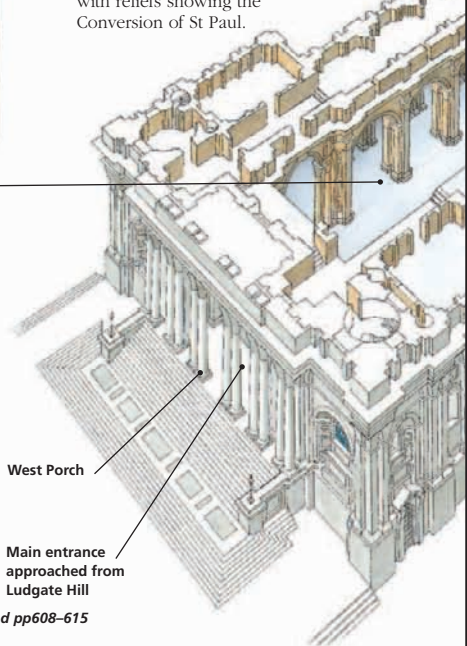 with reliefs showing the
Conversion of St Paul.
West Porch
Main entrance
approached from
Ludgate Hill
d pp608–615